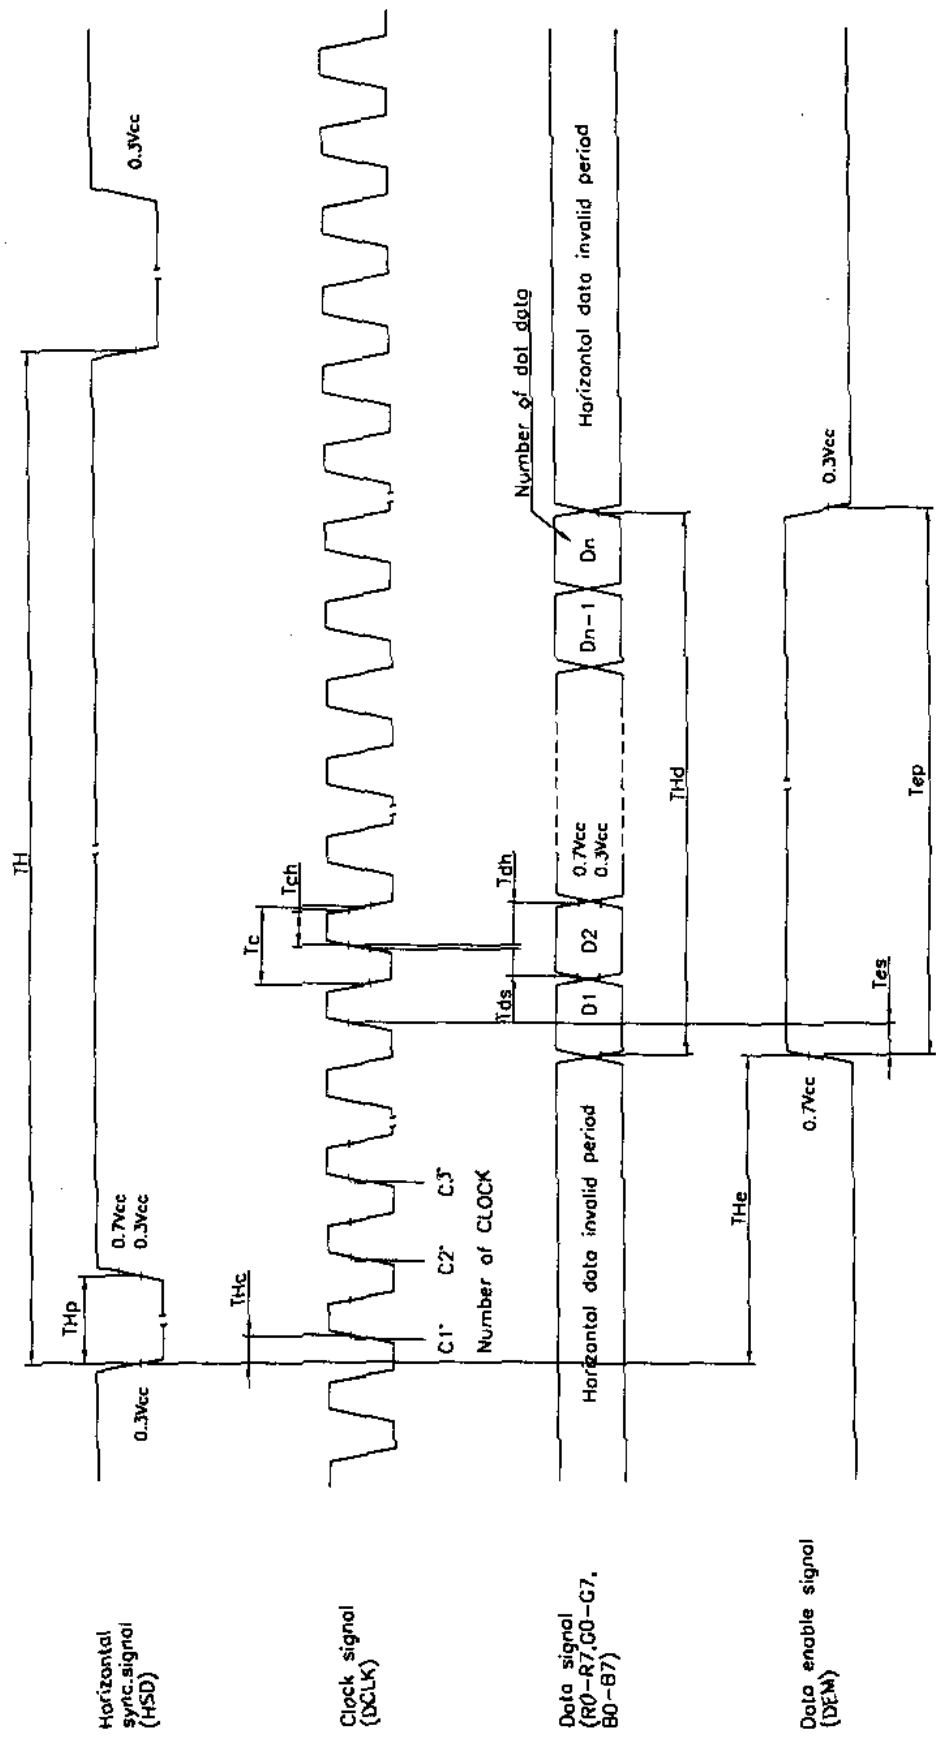 Horizontal
sync.signal
(HSD)
0.3Vcc
THp
0.7Vcc
0.3Vcc
TH
0.3Vcc
Clock signal
(DCLK)
THc
C1
C2
C3
Number of CLOCK
Tc
Tch
Data signal
(R0-R7,G0-G7,
B0-B7)
Horizontal data invalid period
Tds
D1
D2
Tdh
0.7Vcc
0.3Vcc
Dn-1
Dn
Number of dot data
Horizontal data invalid period
THd
Data enable signal
(DEM)
THe
0.7Vcc
Tes
Tep
0.3Vcc